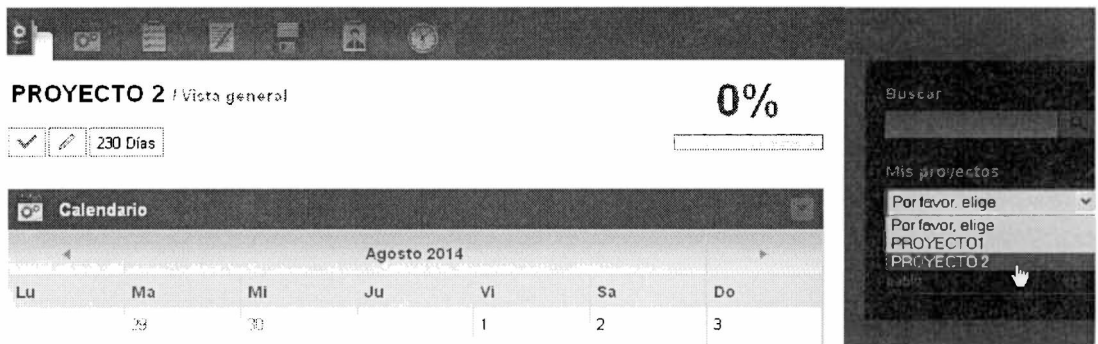 PROYECTO 2 / Vista general
0%
230 Días
Calendario
Agosto 2014
Lu Ma Mi Ju Vi Sa Do
29 30 1 2 3
Buscar
Mis proyectos
Por favor, elige
Por favor, elige
PROYECTO1
PROYECTO 2